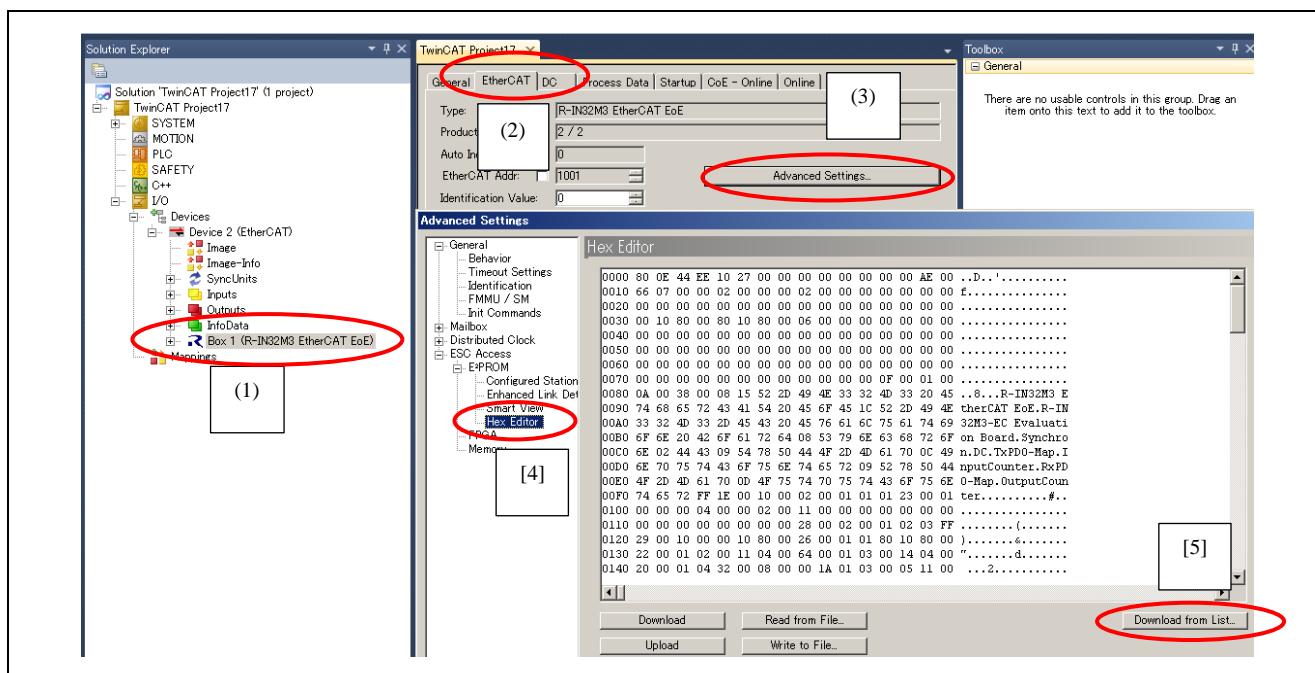 Solution Explorer
Solution 'TwinCAT Project17' (1 project)
TwinCAT Project17
SYSTEM
MOTION
PLC
SAFETY
C++
I/O
Devices
Device 2 (EtherCAT)
Image
Image-Info
SyncUnits
Inputs
Outputs
InfoData
Box 1 (R-IN32M3 EtherCAT EoE)
Mappings
(1)
TwinCAT Project17
General EtherCAT DC Process Data Startup CoE - Online Online
(3)
(2)
Type: R-IN32M3 EtherCAT EoE
Product 2 / 2
Auto In 0
EtherCAT Addr: 1001 Advanced Settings...
Identification Value: 0
Toolbox
General
There are no usable controls in this group. Drag an
item onto this text to add it to the toolbox.
Advanced Settings
General
Behavior
Timeout Settings
Identification
FMMU / SM
Init Commands
Mailbox
Distributed Clock
ESC Access
E²PROM
Configured Station
Enhanced Link Det
Smart View
Hex Editor
FPGA
Memory
[4]
Hex Editor
0000 80 0E 44 EE 10 27 00 00 00 00 00 00 00 00 AE 00 ..D..'..........
0010 66 07 00 00 02 00 00 00 02 00 00 00 00 00 00 00 f...............
0020 00 00 00 00 00 00 00 00 00 00 00 00 00 00 00 00 ................
0030 00 10 80 00 80 10 80 00 06 00 00 00 00 00 00 00 ................
0040 00 00 00 00 00 00 00 00 00 00 00 00 00 00 00 00 ................
0050 00 00 00 00 00 00 00 00 00 00 00 00 00 00 00 00 ................
0060 00 00 00 00 00 00 00 00 00 00 00 00 00 00 00 00 ................
0070 00 00 00 00 00 00 00 00 00 00 00 00 0F 00 01 00 ................
0080 0A 00 38 00 08 15 52 2D 49 4E 33 32 4D 33 20 45 ..8...R-IN32M3 E
0090 74 68 65 72 43 41 54 20 45 6F 45 1C 52 2D 49 4E therCAT EoE.R-IN
00A0 33 32 4D 33 2D 45 43 20 45 76 61 6C 75 61 74 69 32M3-EC Evaluati
00B0 6F 6E 20 42 6F 61 72 64 08 53 79 6E 63 68 72 6F on Board.Synchro
00C0 6E 02 44 43 09 54 78 50 44 4F 2D 4D 61 70 0C 49 n.DC.TxPDO-Map.I
00D0 6E 70 75 74 43 6F 75 6E 74 65 72 09 52 78 50 44 nputCounter.RxPD
00E0 4F 2D 4D 61 70 0D 4F 75 74 70 75 74 43 6F 75 6E O-Map.OutputCoun
00F0 74 65 72 FF 1E 00 10 00 02 00 01 01 01 23 00 01 ter..........#..
0100 00 00 00 04 00 00 02 00 11 00 00 00 00 00 00 00 ................
0110 00 00 00 00 00 00 00 00 28 00 02 00 01 02 03 FF ........(.......
0120 29 00 10 00 00 10 80 00 26 00 01 01 80 10 80 00 ).......&.......
0130 22 00 01 02 00 11 04 00 64 00 01 03 00 14 04 00 ".......d.......
0140 20 00 01 04 32 00 08 00 00 1A 01 03 00 05 11 00 ...2...........
[5]
Download Read from File... Download from List...
Upload Write to File...